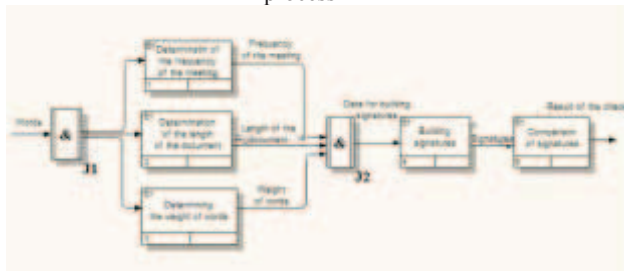 process
Determination of
the frequency
of the meeting
Frequency
of the meeting
Words
&
J1
Determination
of the length
of the document
Length of the
document
Determining
the weight of words
Weight
of words
&
J2
Data for building
signatures
Building
signatures
Signatures
Comparison
of signatures
Result of the check